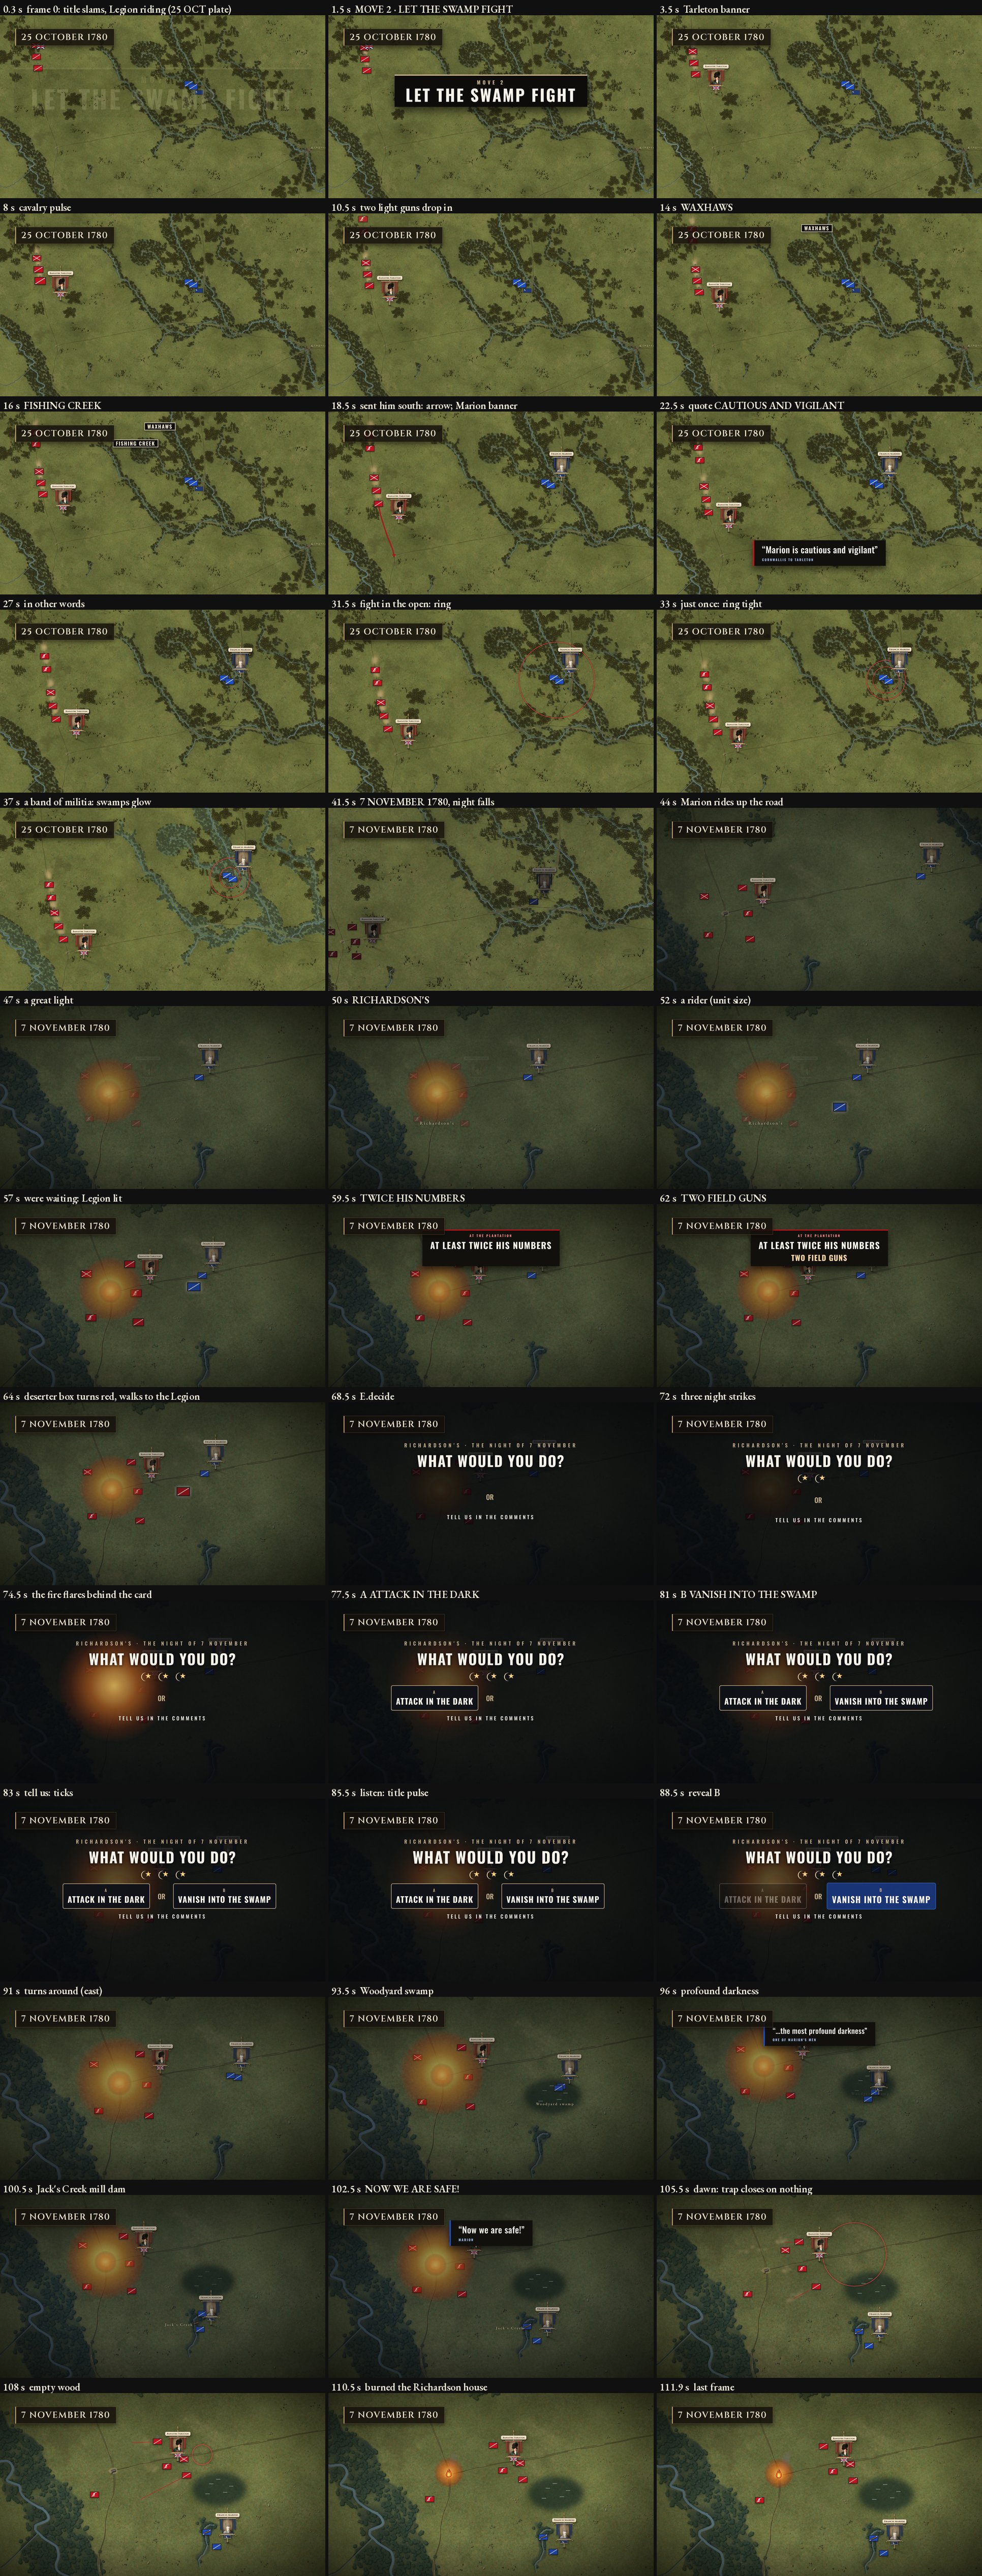 0.3 s frame 0: title slams, Legion riding (25 OCT plate)
25 OCTOBER 1780
LET THE SWAMP FIGHT
1.5 s MOVE 2 - LET THE SWAMP FIGHT
25 OCTOBER 1780
MOVE 2
LET THE SWAMP FIGHT
3.5 s Tarleton banner
25 OCTOBER 1780
8 s cavalry pulse
25 OCTOBER 1780
10.5 s two light guns drop in
25 OCTOBER 1780
14 s WAXHAWS
25 OCTOBER 1780
WAXHAWS
16 s FISHING CREEK
25 OCTOBER 1780
WAXHAWS
FISHING CREEK
18.5 s sent him south: arrow; Marion banner
25 OCTOBER 1780
22.5 s quote CAUTIOUS AND VIGILANT
25 OCTOBER 1780
“Marion is cautious and vigilant”
CORNWALLIS TO TARLETON
27 s in other words
25 OCTOBER 1780
31.5 s fight in the open: ring
25 OCTOBER 1780
33 s just once: ring tight
25 OCTOBER 1780
37 s a band of militia: swamps glow
25 OCTOBER 1780
41.5 s 7 NOVEMBER 1780, night falls
7 NOVEMBER 1780
44 s Marion rides up the road
7 NOVEMBER 1780
47 s a great light
7 NOVEMBER 1780
50 s RICHARDSON'S
7 NOVEMBER 1780
Richardson's
52 s a rider (unit size)
7 NOVEMBER 1780
Richardson's
57 s were waiting: Legion lit
7 NOVEMBER 1780
59.5 s TWICE HIS NUMBERS
7 NOVEMBER 1780
AT THE PLANTATION
AT LEAST TWICE HIS NUMBERS
62 s TWO FIELD GUNS
7 NOVEMBER 1780
AT THE PLANTATION
AT LEAST TWICE HIS NUMBERS
TWO FIELD GUNS
64 s deserter box turns red, walks to the Legion
7 NOVEMBER 1780
68.5 s E.decide
7 NOVEMBER 1780
RICHARDSON'S · THE NIGHT OF 7 NOVEMBER
WHAT WOULD YOU DO?
OR
TELL US IN THE COMMENTS
72 s three night strikes
7 NOVEMBER 1780
RICHARDSON'S · THE NIGHT OF 7 NOVEMBER
WHAT WOULD YOU DO?
OR
TELL US IN THE COMMENTS
74.5 s the fire flares behind the card
7 NOVEMBER 1780
RICHARDSON'S · THE NIGHT OF 7 NOVEMBER
WHAT WOULD YOU DO?
OR
TELL US IN THE COMMENTS
77.5 s A ATTACK IN THE DARK
7 NOVEMBER 1780
RICHARDSON'S · THE NIGHT OF 7 NOVEMBER
WHAT WOULD YOU DO?
A
ATTACK IN THE DARK
OR
TELL US IN THE COMMENTS
81 s B VANISH INTO THE SWAMP
7 NOVEMBER 1780
RICHARDSON'S · THE NIGHT OF 7 NOVEMBER
WHAT WOULD YOU DO?
A
ATTACK IN THE DARK
OR
B
VANISH INTO THE SWAMP
TELL US IN THE COMMENTS
83 s tell us: ticks
7 NOVEMBER 1780
RICHARDSON'S · THE NIGHT OF 7 NOVEMBER
WHAT WOULD YOU DO?
A
ATTACK IN THE DARK
OR
B
VANISH INTO THE SWAMP
TELL US IN THE COMMENTS
85.5 s listen: title pulse
7 NOVEMBER 1780
RICHARDSON'S · THE NIGHT OF 7 NOVEMBER
WHAT WOULD YOU DO?
A
ATTACK IN THE DARK
OR
B
VANISH INTO THE SWAMP
TELL US IN THE COMMENTS
88.5 s reveal B
7 NOVEMBER 1780
RICHARDSON'S · THE NIGHT OF 7 NOVEMBER
WHAT WOULD YOU DO?
A
ATTACK IN THE DARK
OR
B
VANISH INTO THE SWAMP
TELL US IN THE COMMENTS
91 s turns around (east)
7 NOVEMBER 1780
93.5 s Woodyard swamp
7 NOVEMBER 1780
Woodyard swamp
96 s profound darkness
7 NOVEMBER 1780
“...the most profound darkness”
ONE OF MARION'S MEN
100.5 s Jack's Creek mill dam
7 NOVEMBER 1780
Jack's Creek
102.5 s NOW WE ARE SAFE!
7 NOVEMBER 1780
“Now we are safe!”
MARION
Jack's Creek
105.5 s dawn: trap closes on nothing
7 NOVEMBER 1780
108 s empty wood
7 NOVEMBER 1780
110.5 s burned the Richardson house
7 NOVEMBER 1780
111.9 s last frame
7 NOVEMBER 1780